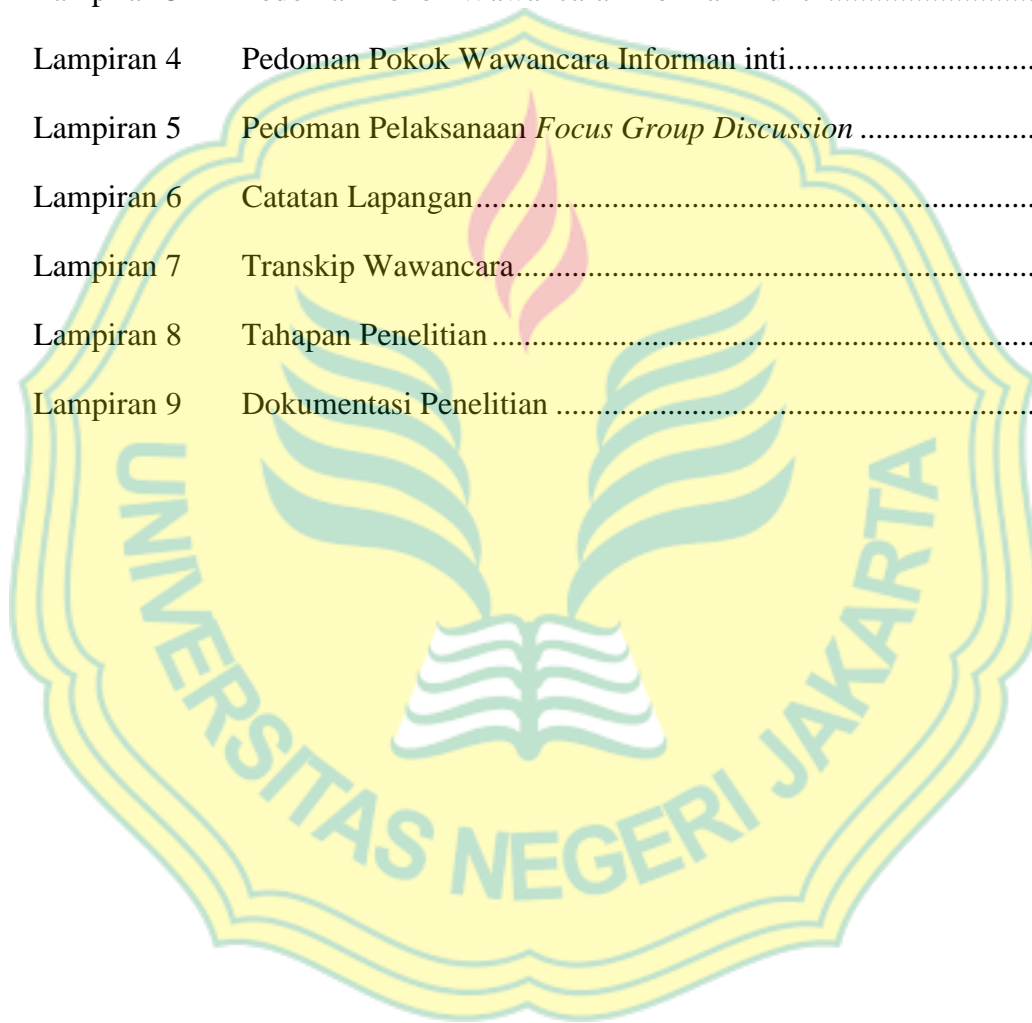 Lampiran 4 Pedoman Pokok Wawancara Informan inti............................
Lampiran 5 Pedoman Pelaksanaan Focus Group Discussion ......................
Lampiran 6 Catatan Lapangan......................................................................
Lampiran 7 Transkip Wawancara.................................................................
Lampiran 8 Tahapan Penelitian ....................................................................
Lampiran 9 Dokumentasi Penelitian ............................................................
UNIVERSITAS NEGERI JAKARTA